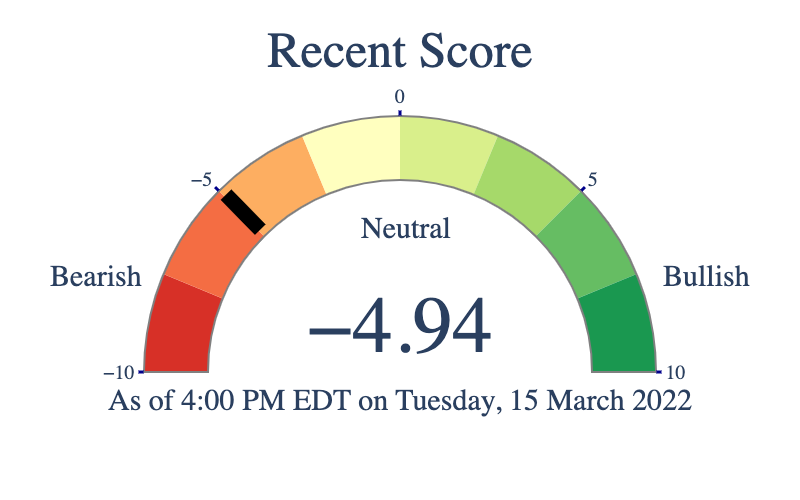 Recent Score
0
−5
5
Neutral
Bearish
Bullish
−4.94
−10
10
As of 4:00 PM EDT on Tuesday, 15 March 2022